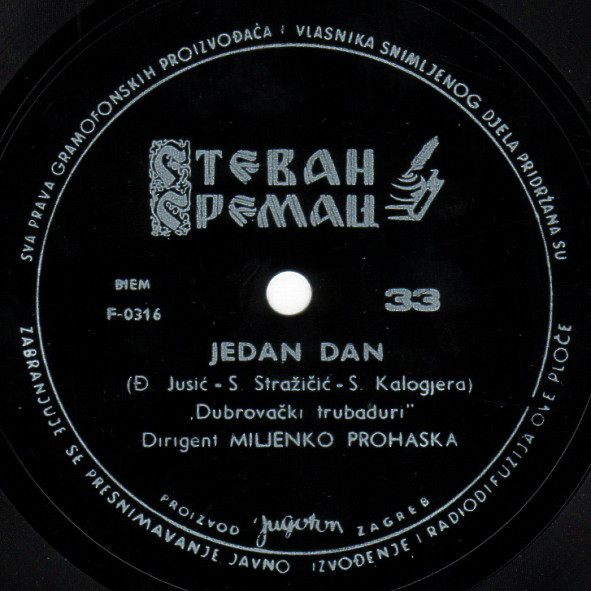 SVA PRAVA GRAMOFONSKIH PROIZVOĐAĆA I VLASNIKA SNIMLJENOG DJELA PRIDRŽANA SU
СТЕВАН
СРЕМАЦ
BIEM
F-0316
33
JEDAN DAN
(Đ Jusić - S. Stražičić - S. Kalogjera)
„Dubrovački trubaduri"
Dirigent MILJENKO PROHASKA
PROIZVOD jugoton ZAGREB
ZABRANJUJE SE PRESNIMAVANJE, JAVNO IZVOĐENJE I RADIODIFUZIJA OVE PLOČE